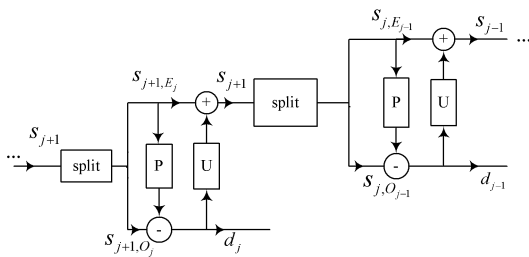 ...
s_{j+1}
split
s_{j+1,E_j}
P
U
+
-
s_{j+1,O_j}
d_j
s_{j+1}
split
s_{j,E_{j-1}}
P
U
+
-
s_{j,O_{j-1}}
s_{j-1}
d_{j-1}
...